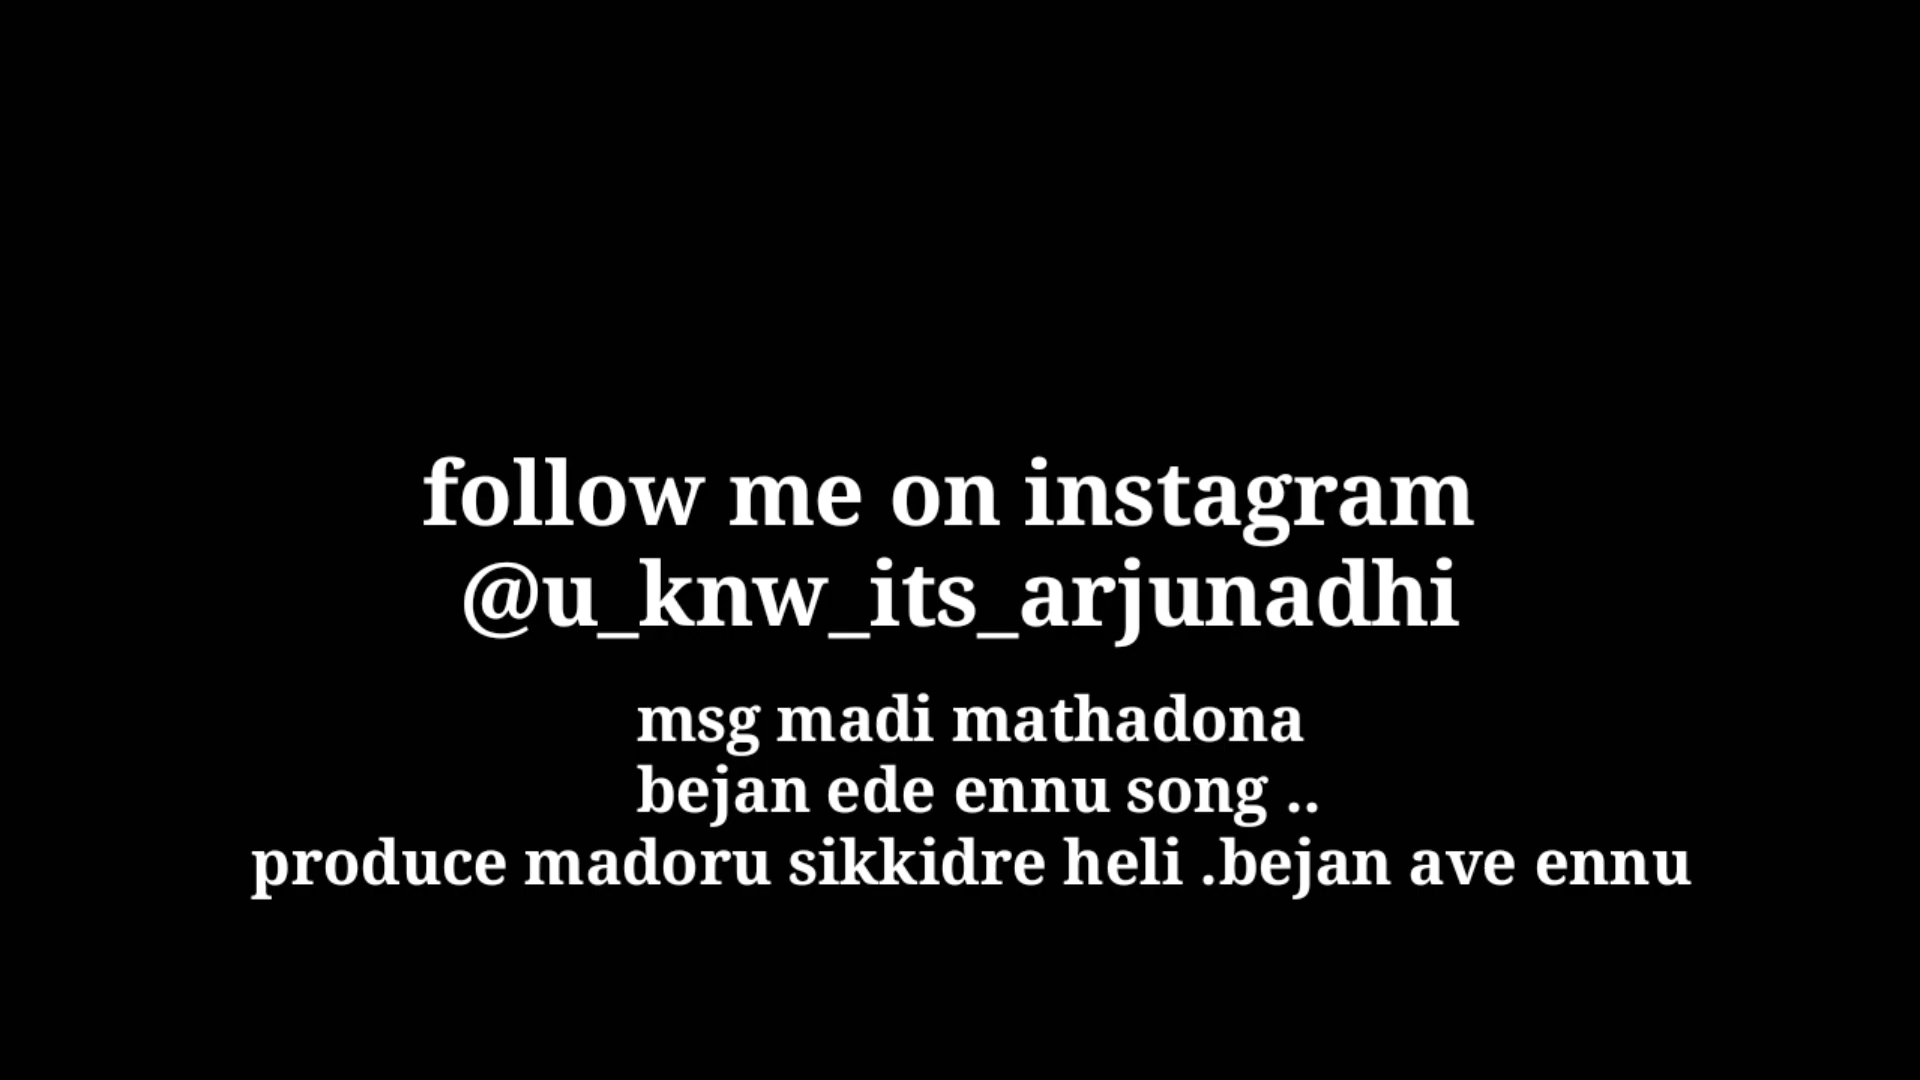 follow me on instagram
@u_knw_its_arjunadhi
msg madi mathadona
bejan ede ennu song ..
produce madoru sikkidre heli .bejan ave ennu